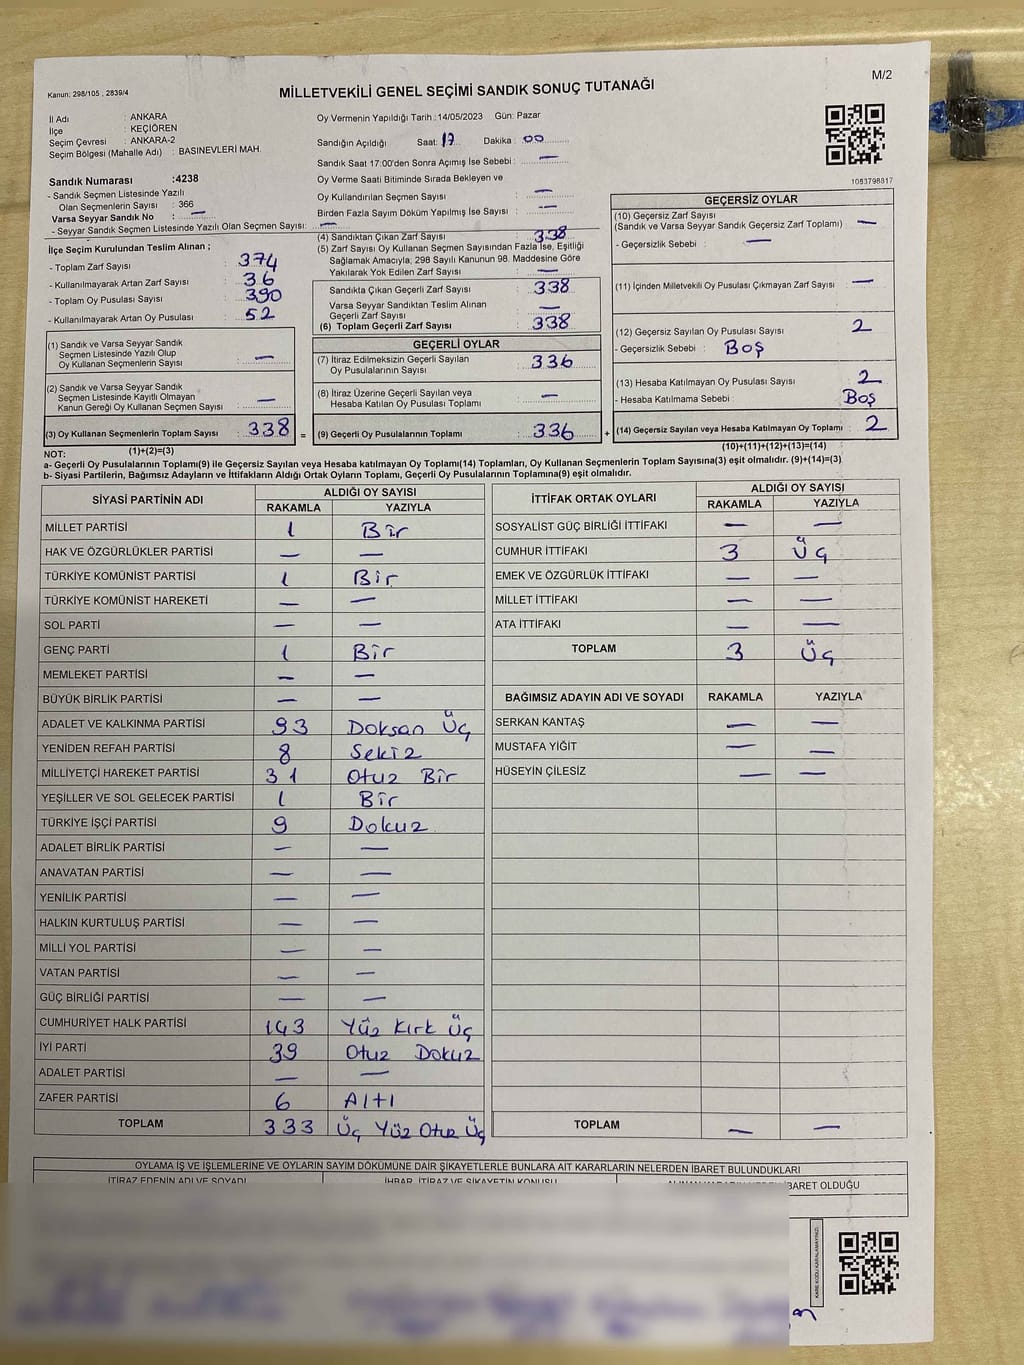 M/2
Kanun: 298/105 , 2839/4
MİLLETVEKİLİ GENEL SEÇİMİ SANDIK SONUÇ TUTANAĞI
İl Adı : ANKARA
İlçe : KEÇİÖREN
Seçim Çevresi : ANKARA-2
Seçim Bölgesi (Mahalle Adı) : BASINEVLERİ MAH.
Sandık Numarası :4238
- Sandık Seçmen Listesinde Yazılı
Olan Seçmenlerin Sayısı : 366
Varsa Seyyar Sandık No : —
- Seyyar Sandık Seçmen Listesinde Yazılı Olan Seçmen Sayısı: —
Oy Vermenin Yapıldığı Tarih : 14/05/2023 Gün: Pazar
Sandığın Açıldığı Saat: 17 Dakika : 00
Sandık Saat 17:00'den Sonra Açımış İse Sebebi : —
Oy Verme Saati Bitiminde Sırada Bekleyen ve
Oy Kullandırılan Seçmen Sayısı : —
Birden Fazla Sayım Döküm Yapılmış İse Sayısı : —
1083798817
İlçe Seçim Kurulundan Teslim Alınan ;
- Toplam Zarf Sayısı : 374
- Kullanılmayarak Artan Zarf Sayısı : 36
- Toplam Oy Pusulası Sayısı : 390
- Kullanılmayarak Artan Oy Pusulası : 52
(1) Sandık ve Varsa Seyyar Sandık
Seçmen Listesinde Yazılı Olup
Oy Kullanan Seçmenlerin Sayısı : —
(2) Sandık ve Varsa Seyyar Sandık
Seçmen Listesinde Kayıtlı Olmayan
Kanun Gereği Oy Kullanan Seçmen Sayısı : —
(3) Oy Kullanan Seçmenlerin Toplam Sayısı : 338
(1)+(2)=(3)
(4) Sandıktan Çıkan Zarf Sayısı : 338
(5) Zarf Sayısı Oy Kullanan Seçmen Sayısından Fazla İse, Eşitliği
Sağlamak Amacıyla; 298 Sayılı Kanunun 98. Maddesine Göre
Yakılarak Yok Edilen Zarf Sayısı : —
Sandıkta Çıkan Geçerli Zarf Sayısı : 338
Varsa Seyyar Sandıktan Teslim Alınan
Geçerli Zarf Sayısı : —
(6) Toplam Geçerli Zarf Sayısı : 338
GEÇERLİ OYLAR
(7) İtiraz Edilmeksizin Geçerli Sayılan
Oy Pusulalarının Sayısı : 336
(8) İtiraz Üzerine Geçerli Sayılan veya
Hesaba Katılan Oy Pusulası Toplamı : —
= (9) Geçerli Oy Pusulalarının Toplamı : 336 +
GEÇERSİZ OYLAR
(10) Geçersiz Zarf Sayısı
(Sandık ve Varsa Seyyar Sandık Geçersiz Zarf Toplamı) : —
- Geçersizlik Sebebi : —
(11) İçinden Milletvekili Oy Pusulası Çıkmayan Zarf Sayısı : —
(12) Geçersiz Sayılan Oy Pusulası Sayısı : 2
- Geçersizlik Sebebi : Boş
(13) Hesaba Katılmayan Oy Pusulası Sayısı : 2
- Hesaba Katılmama Sebebi : Boş
(14) Geçersiz Sayılan veya Hesaba Katılmayan Oy Toplamı : 2
(10)+(11)+(12)+(13)=(14)
NOT:
a- Geçerli Oy Pusulalarının Toplamı(9) ile Geçersiz Sayılan veya Hesaba katılmayan Oy Toplamı(14) Toplamları, Oy Kullanan Seçmenlerin Toplam Sayısına(3) eşit olmalıdır. (9)+(14)=(3)
b- Siyasi Partilerin, Bağımsız Adayların ve İttifakların Aldığı Ortak Oyların Toplamı, Geçerli Oy Pusulalarının Toplamına(9) eşit olmalıdır.
SİYASİ PARTİNİN ADI ALDIĞI OY SAYISI
RAKAMLA YAZIYLA
MİLLET PARTİSİ 1 Bir
HAK VE ÖZGÜRLÜKLER PARTİSİ — —
TÜRKİYE KOMÜNİST PARTİSİ 1 Bir
TÜRKİYE KOMÜNİST HAREKETİ — —
SOL PARTİ — —
GENÇ PARTİ 1 Bir
MEMLEKET PARTİSİ — —
BÜYÜK BİRLİK PARTİSİ — —
ADALET VE KALKINMA PARTİSİ 93 Doksan Üç
YENİDEN REFAH PARTİSİ 8 Sekiz
MİLLİYETÇİ HAREKET PARTİSİ 31 Otuz Bir
YEŞİLLER VE SOL GELECEK PARTİSİ 1 Bir
TÜRKİYE İŞÇİ PARTİSİ 9 Dokuz
ADALET BİRLİK PARTİSİ — —
ANAVATAN PARTİSİ — —
YENİLİK PARTİSİ — —
HALKIN KURTULUŞ PARTİSİ — —
MİLLİ YOL PARTİSİ — —
VATAN PARTİSİ — —
GÜÇ BİRLİĞİ PARTİSİ — —
CUMHURİYET HALK PARTİSİ 143 Yüz Kırk Üç
İYİ PARTİ 39 Otuz Dokuz
ADALET PARTİSİ — —
ZAFER PARTİSİ 6 Altı
TOPLAM 333 Üç Yüz Otuz Üç
İTTİFAK ORTAK OYLARI ALDIĞI OY SAYISI
RAKAMLA YAZIYLA
SOSYALİST GÜÇ BİRLİĞİ İTTİFAKI — —
CUMHUR İTTİFAKI 3 Üç
EMEK VE ÖZGÜRLÜK İTTİFAKI — —
MİLLET İTTİFAKI — —
ATA İTTİFAKI — —
TOPLAM 3 Üç
BAĞIMSIZ ADAYIN ADI VE SOYADI RAKAMLA YAZIYLA
SERKAN KANTAŞ — —
MUSTAFA YİĞİT — —
HÜSEYİN ÇİLESİZ — —
TOPLAM — —
OYLAMA İŞ VE İŞLEMLERİNE VE OYLARIN SAYIM DÖKÜMÜNE DAİR ŞİKAYETLERLE BUNLARA AİT KARARLARIN NELERDEN İBARET BULUNDUKLARI
İTİRAZ EDENİN ADI VE SOYADI İHBAR, İTİRAZ VE ŞİKAYETİN KONUSU İBARET OLDUĞU
KARE KODU KARALAMAYINIZ!